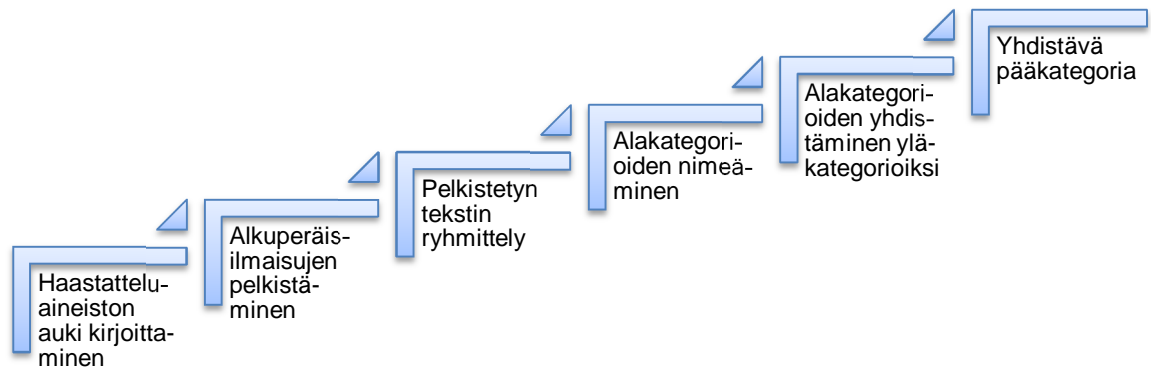 Haastattelu-
aineiston
auki kirjoitta-
minen
Alkuperäis-
ilmaisujen
pelkistä-
minen
Pelkistetyn
tekstin
ryhmittely
Alakategori-
oiden nimeä-
minen
Alakategori-
oiden yhdis-
täminen ylä-
kategorioiksi
Yhdistävä
pääkategoria